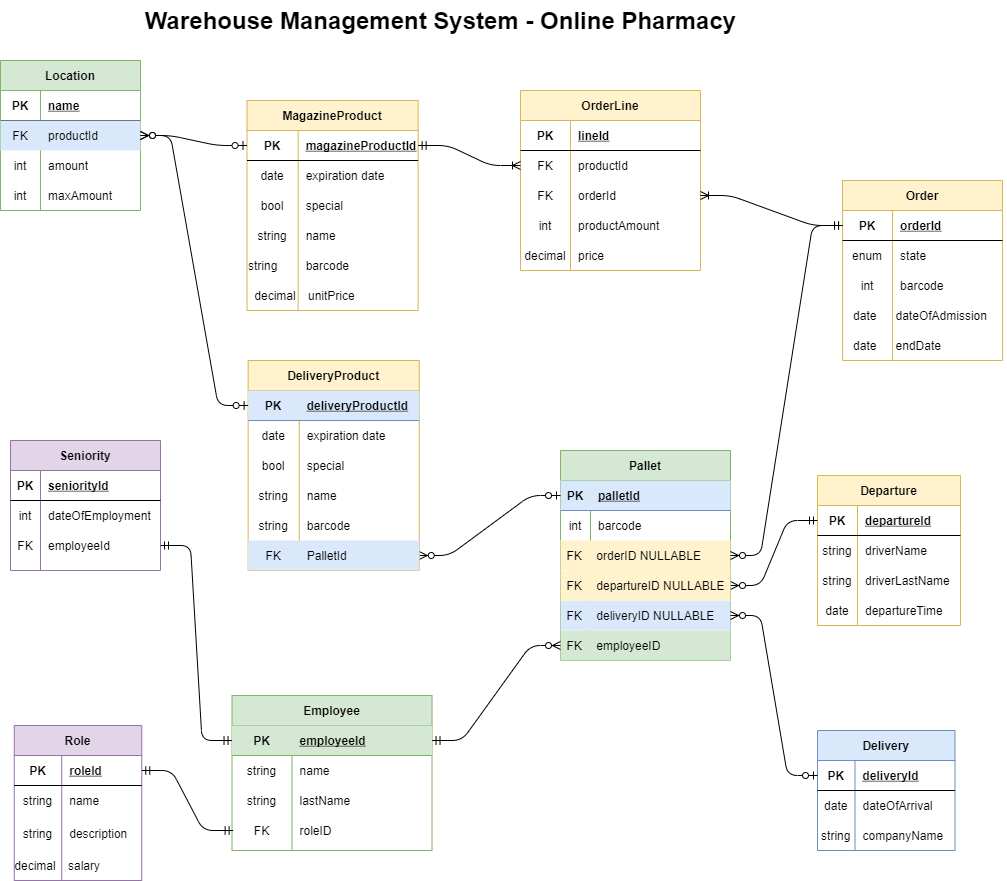 Warehouse Management System - Online Pharmacy
Location
PK name
FK productId
int amount
int maxAmount
MagazineProduct
PK magazineProductId
date expiration date
bool special
string name
string barcode
decimal unitPrice
OrderLine
PK lineId
FK productId
FK orderId
int productAmount
decimal price
Order
PK orderId
enum state
int barcode
date dateOfAdmission
date endDate
DeliveryProduct
PK deliveryProductId
date expiration date
bool special
string name
string barcode
FK PalletId
Seniority
PK seniorityId
int dateOfEmployment
FK employeeId
Pallet
PK palletId
int barcode
FK orderID NULLABLE
FK departureID NULLABLE
FK deliveryID NULLABLE
FK employeeID
Departure
PK departureId
string driverName
string driverLastName
date departureTime
Employee
PK employeeId
string name
string lastName
FK roleID
Role
PK roleId
string name
string description
decimal salary
Delivery
PK deliveryId
date dateOfArrival
string companyName